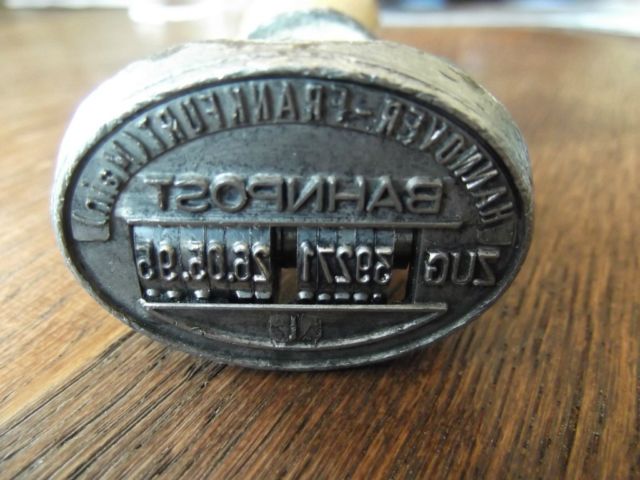 HANNOVER-FRANKFURT(Main)
BAHNPOST
ZUG 39271 26.05.95